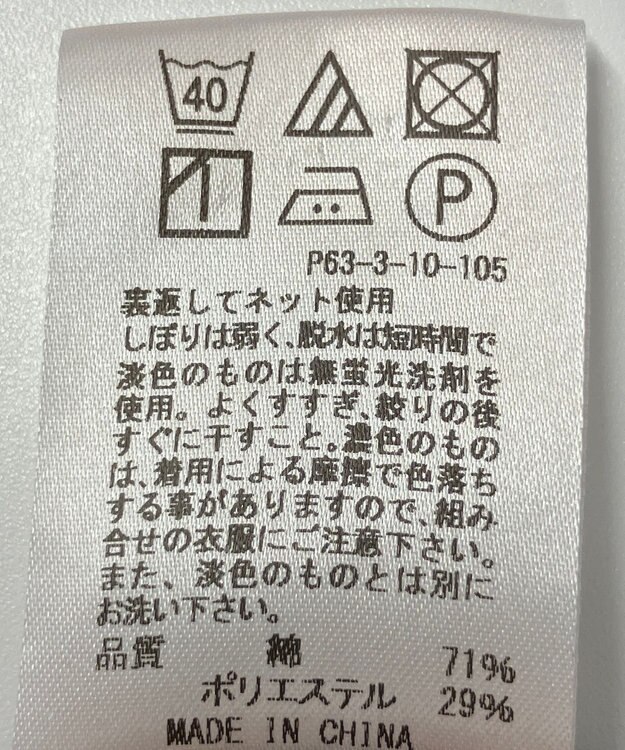 40
P
P63-3-10-105
裏返してネット使用
しぼりは弱く、脱水は短時間で
淡色のものは無蛍光洗剤を
使用。よくすすぎ、絞りの後
すぐに干すこと。濃色のもの
は、着用による摩擦で色落ち
する事がありますので、組み
合せの衣服にご注意下さい。
また、淡色のものとは別に
お洗い下さい。
品質 綿 71%
ポリエステル 29%
MADE IN CHINA